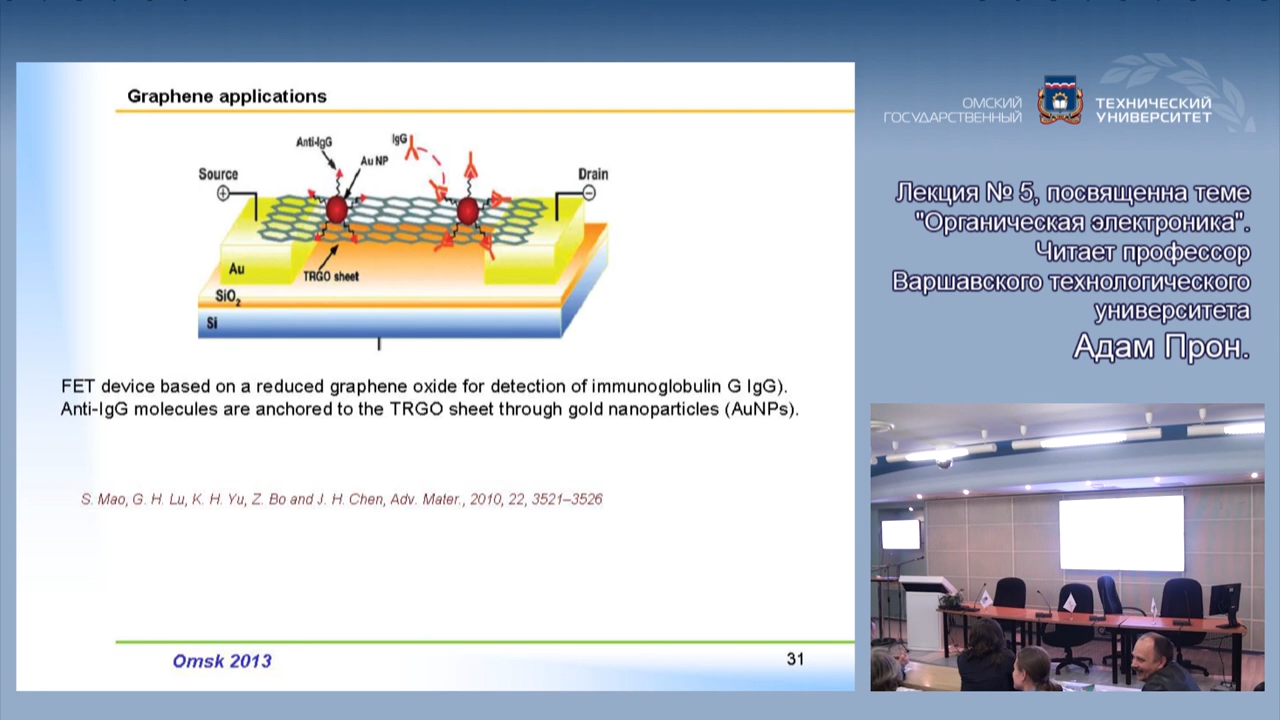 Graphene applications
Anti-IgG
IgG
Au NP
Source
Drain
Au
TRGO sheet
SiO2
Si
FET device based on a reduced graphene oxide for detection of immunoglobulin G IgG).
Anti-IgG molecules are anchored to the TRGO sheet through gold nanoparticles (AuNPs).
S. Mao, G. H. Lu, K. H. Yu, Z. Bo and J. H. Chen, Adv. Mater., 2010, 22, 3521–3526
Omsk 2013
31
ОМСКИЙ
ГОСУДАРСТВЕННЫЙ
ТЕХНИЧЕСКИЙ
УНИВЕРСИТЕТ
Лекция № 5, посвященна теме
"Органическая электроника".
Читает профессор
Варшавского технологического
университета
Адам Прон.